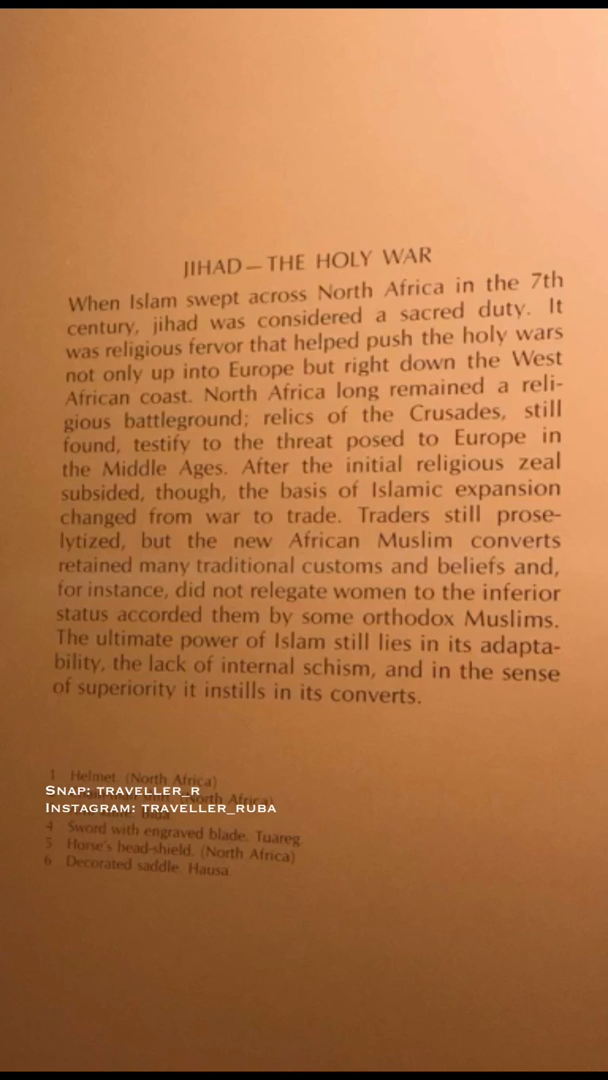 JIHAD — THE HOLY WAR
When Islam swept across North Africa in the 7th
century, jihad was considered a sacred duty. It
was religious fervor that helped push the holy wars
not only up into Europe but right down the West
African coast. North Africa long remained a reli-
gious battleground; relics of the Crusades, still
found, testify to the threat posed to Europe in
the Middle Ages. After the initial religious zeal
subsided, though, the basis of Islamic expansion
changed from war to trade. Traders still prose-
lytized, but the new African Muslim converts
retained many traditional customs and beliefs and,
for instance, did not relegate women to the inferior
status accorded them by some orthodox Muslims.
The ultimate power of Islam still lies in its adapta-
bility, the lack of internal schism, and in the sense
of superiority it instills in its converts.
1 Helmet. (North Africa)
SNAP: TRAVELLER_R
(North Africa)
INSTAGRAM: TRAVELLER_RUBA
4 Sword with engraved blade. Tuareg
5 Horse's head-shield. (North Africa)
6 Decorated saddle. Hausa